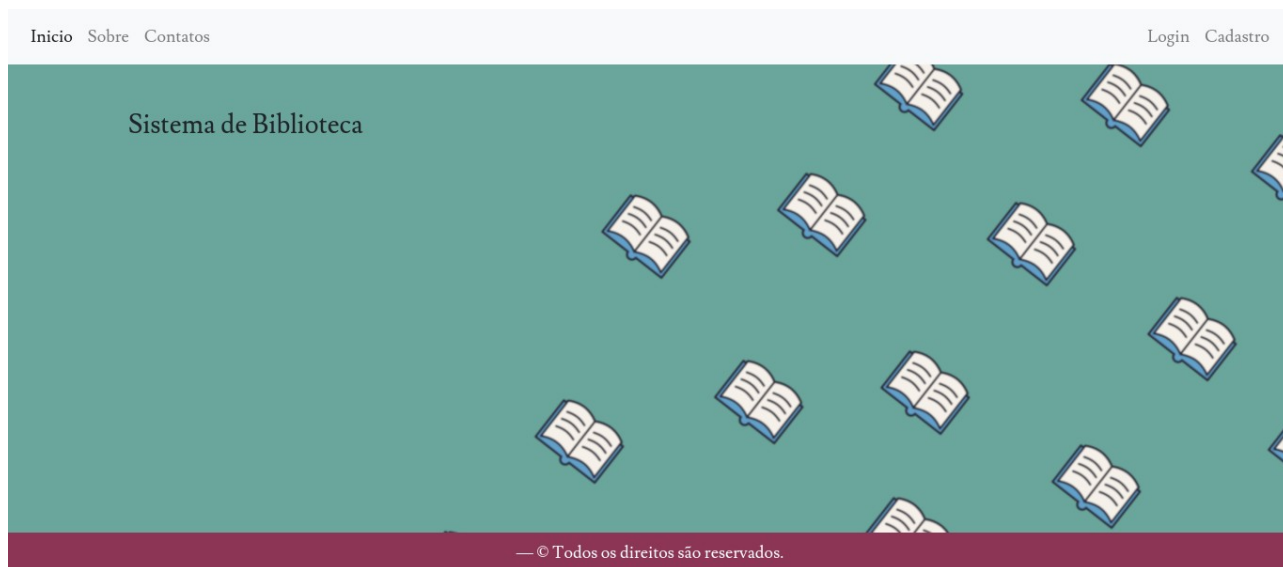 Inicio Sobre Contatos Login Cadastro
Sistema de Biblioteca
— © Todos os direitos são reservados.